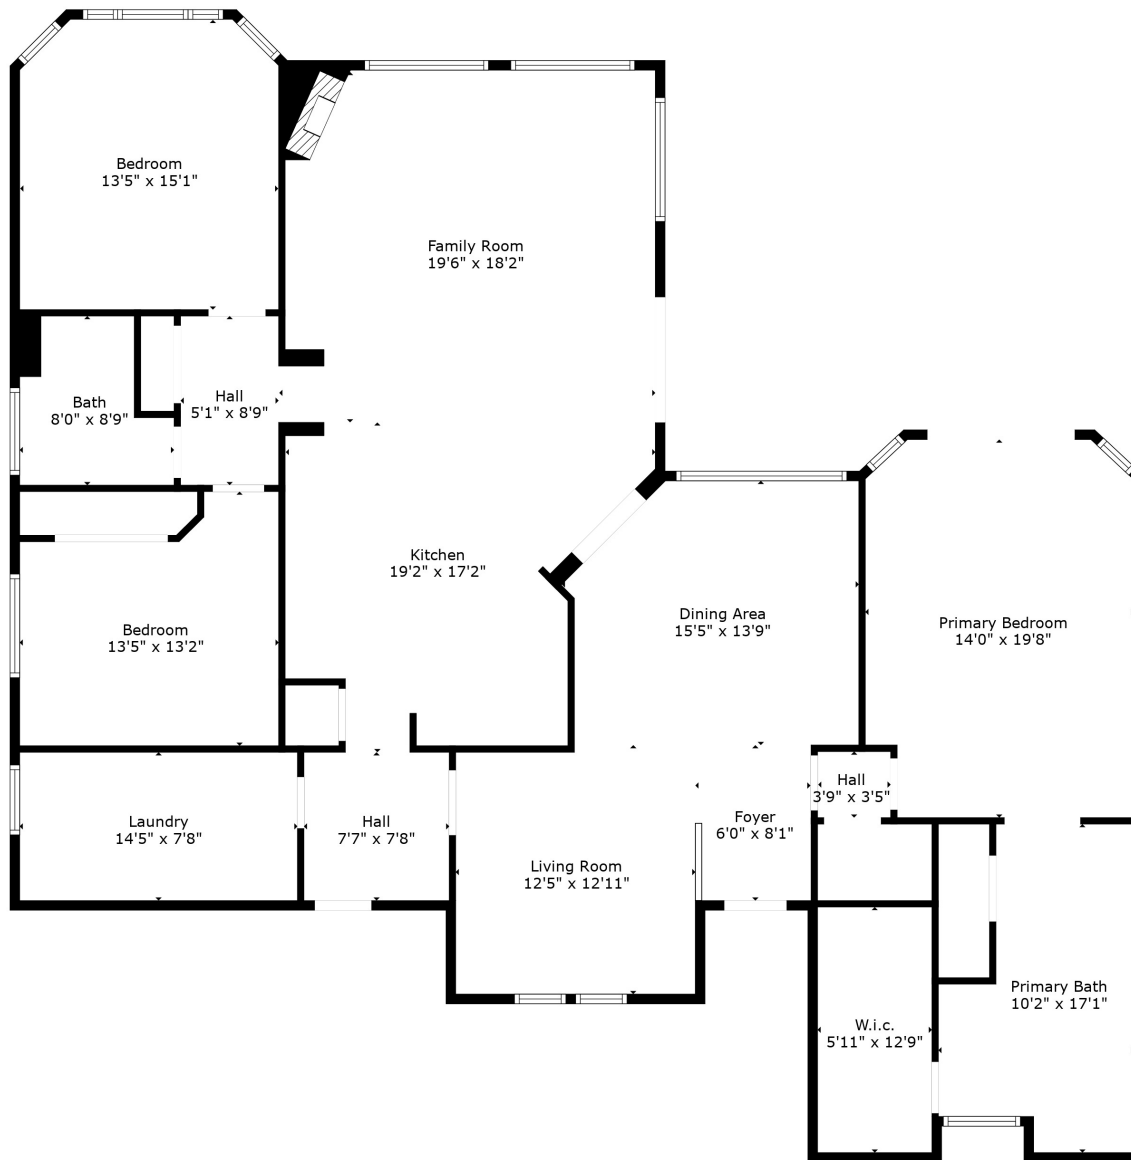 Bedroom
13'5" x 15'1"
Family Room
19'6" x 18'2"
Bath
8'0" x 8'9"
Hall
5'1" x 8'9"
Kitchen
19'2" x 17'2"
Bedroom
13'5" x 13'2"
Dining Area
15'5" x 13'9"
Primary Bedroom
14'0" x 19'8"
Laundry
14'5" x 7'8"
Hall
7'7" x 7'8"
Living Room
12'5" x 12'11"
Foyer
6'0" x 8'1"
Hall
3'9" x 3'5"
W.i.c.
5'11" x 12'9"
Primary Bath
10'2" x 17'1"